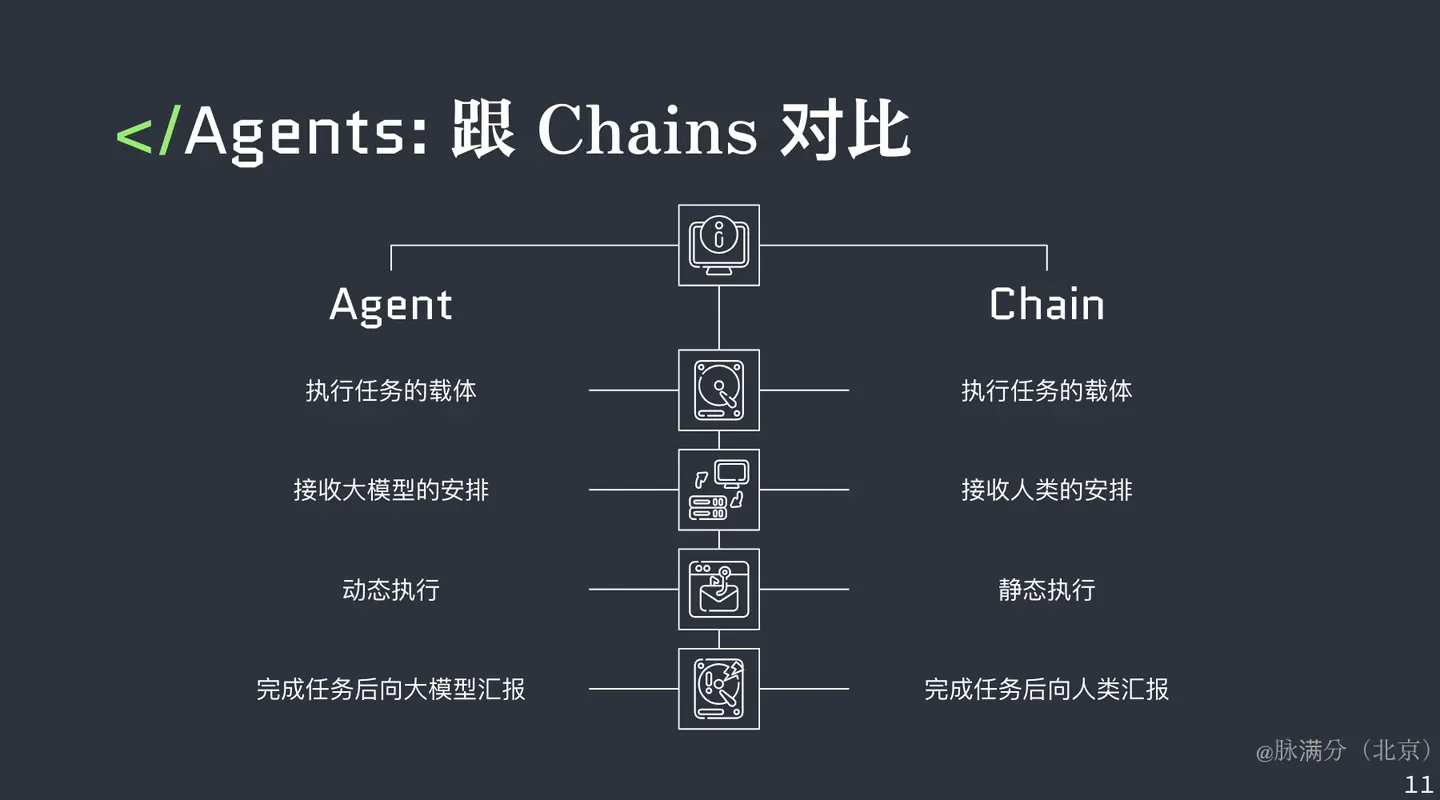 </Agents: 跟 Chains 对比
Agent
Chain
执行任务的载体
执行任务的载体
接收大模型的安排
接收人类的安排
动态执行
静态执行
完成任务后向大模型汇报
完成任务后向人类汇报
@脉满分（北京）
11